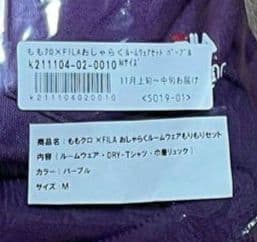 ももクロ×FILAおしゃらくルームウェアセット パープル
k211104-02-0010 Mサイズ
11月上旬～中旬お届け
k211104020010
<S019-01>
商品名：ももクロ×FILA おしゃらくルームウェアもりもりセット
内容（ルームウェア・DRY-Tシャツ・巾着リュック）
カラー：パープル
サイズ：M